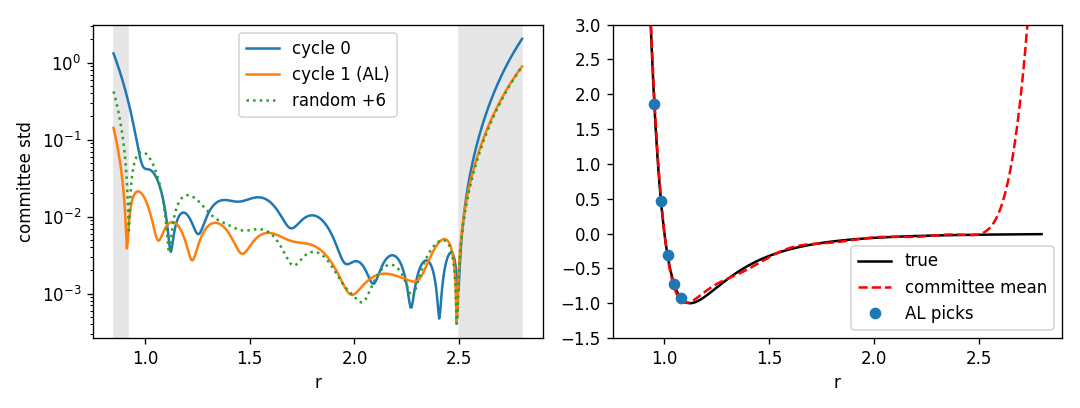 committee std
10⁰
10⁻¹
10⁻²
10⁻³
cycle 0
cycle 1 (AL)
random +6
1.0 1.5 2.0 2.5
r
3.0
2.5
2.0
1.5
1.0
0.5
0.0
−0.5
−1.0
−1.5
true
committee mean
AL picks
1.0 1.5 2.0 2.5
r